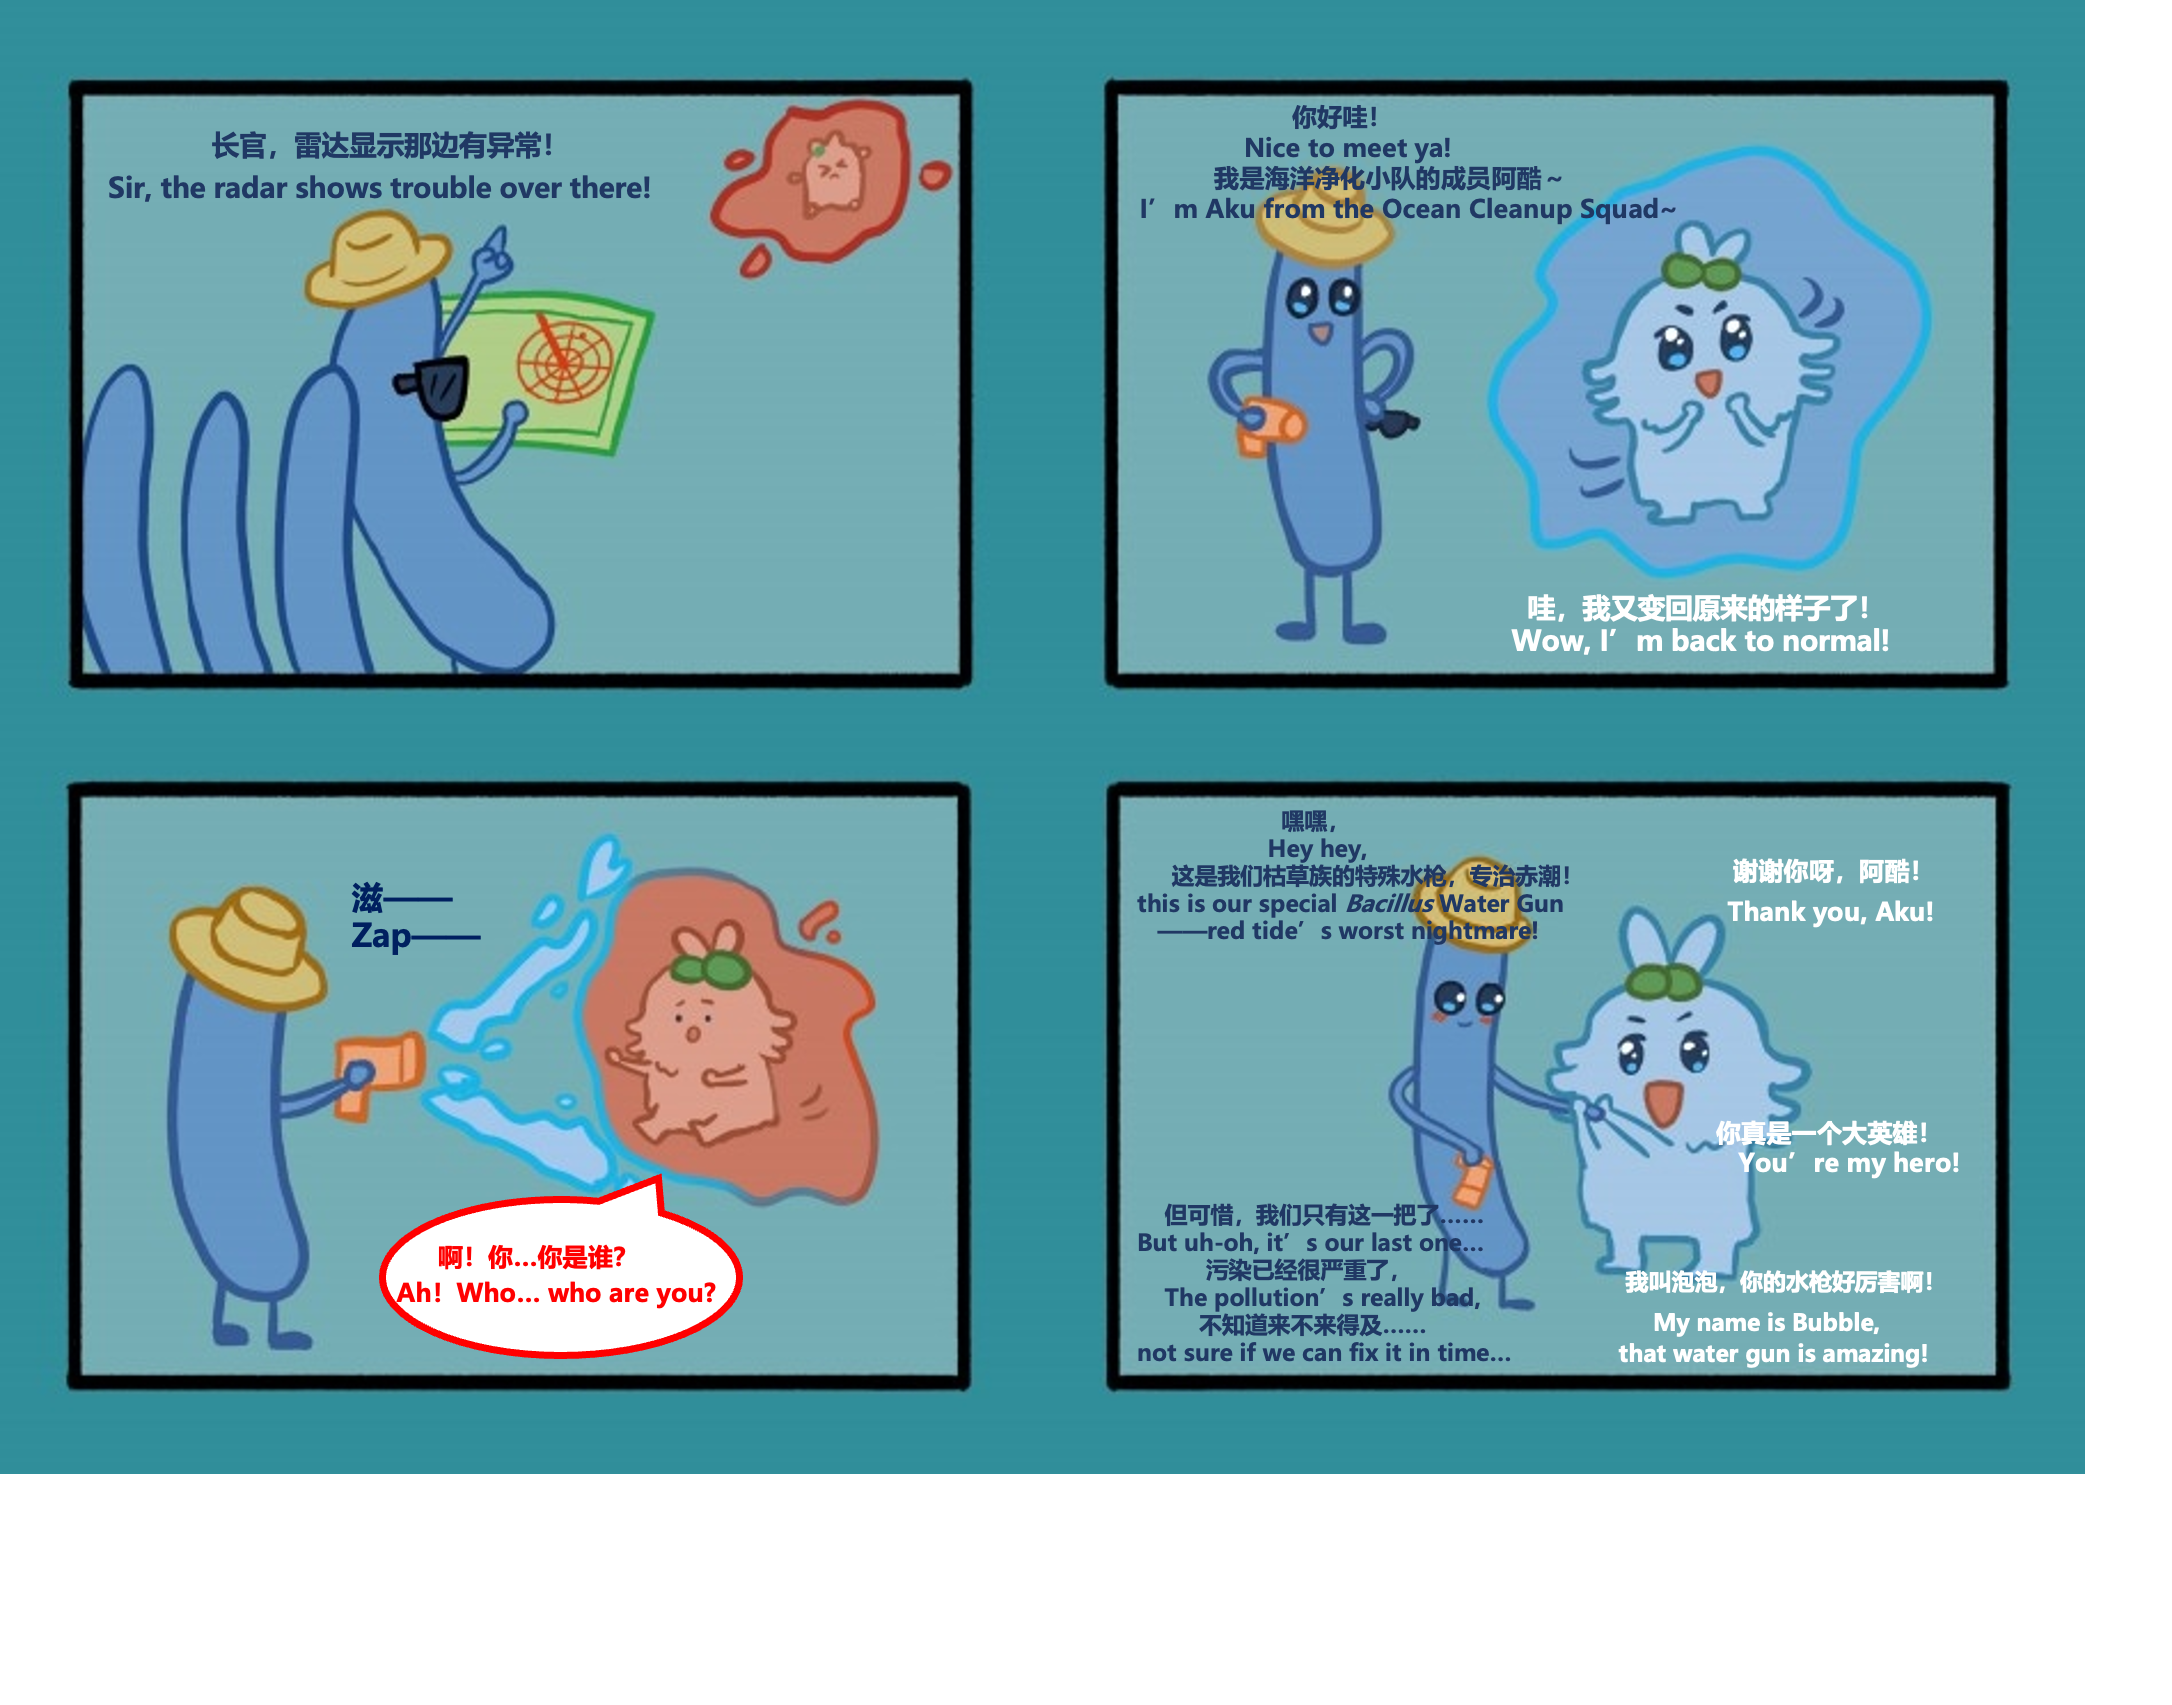 长官，雷达显示那边有异常！
Sir, the radar shows trouble over there!
滋——
Zap——
啊！你...你是谁？
Ah! Who... who are you?
你好哇！
Nice to meet ya!
我是海洋净化小队的成员阿酷～
I’m Aku from the Ocean Cleanup Squad~
哇，我又变回原来的样子了！
Wow, I’m back to normal!
嘿嘿，
Hey hey,
这是我们枯草族的特殊水枪，专治赤潮！
this is our special Bacillus Water Gun
——red tide’s worst nightmare!
谢谢你呀，阿酷！
Thank you, Aku!
你真是一个大英雄！
You’re my hero!
但可惜，我们只有这一把了......
But uh-oh, it’s our last one...
污染已经很严重了，
The pollution’s really bad,
不知道来不来得及......
not sure if we can fix it in time...
我叫泡泡，你的水枪好厉害啊！
My name is Bubble,
that water gun is amazing!